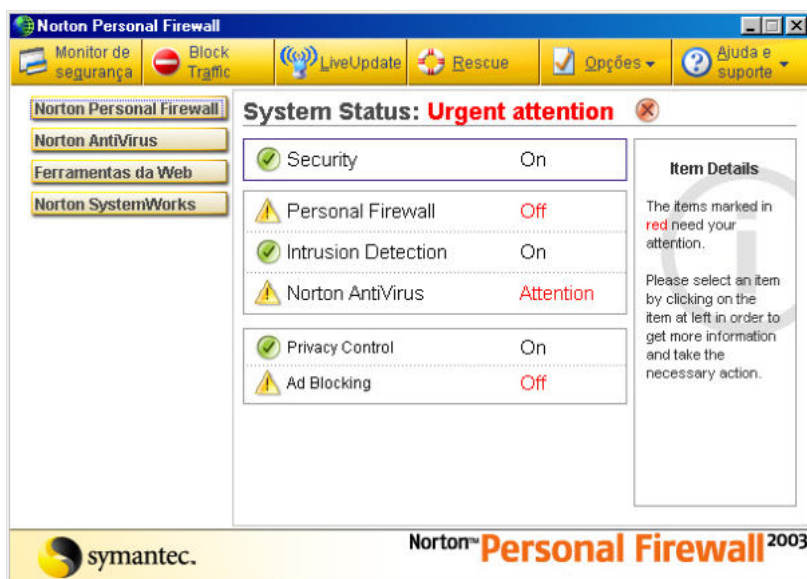 Norton Personal Firewall
Monitor de segurança
Block Traffic
LiveUpdate
Rescue
Opções
Ajuda e suporte
Norton Personal Firewall
Norton AntiVirus
Ferramentas da Web
Norton SystemWorks
System Status: Urgent attention
Security On
Personal Firewall Off
Intrusion Detection On
Norton AntiVirus Attention
Privacy Control On
Ad Blocking Off
Item Details
The items marked in
red need your
attention.
Please select an item
by clicking on the
item at left in order to
get more information
and take the
necessary action.
symantec.
Norton™ Personal Firewall 2003